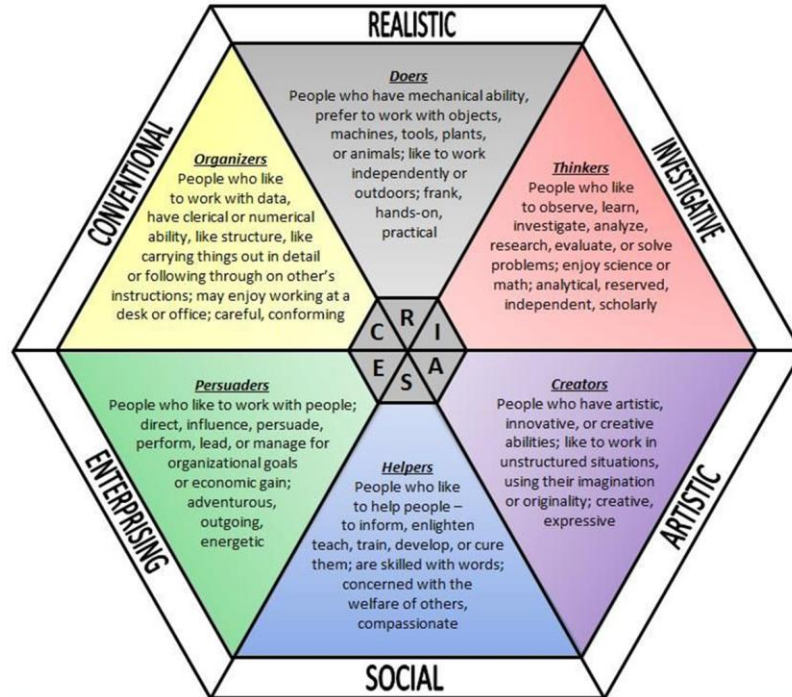 REALISTIC
Doers
People who have mechanical ability,
prefer to work with objects,
machines, tools, plants,
or animals; like to work
independently or
outdoors; frank,
hands-on,
practical
INVESTIGATIVE
Thinkers
People who like
to observe, learn,
investigate, analyze,
research, evaluate, or solve
problems; enjoy science or
math; analytical, reserved,
independent, scholarly
ARTISTIC
Creators
People who have artistic,
innovative, or creative
abilities; like to work in
unstructured situations,
using their imagination
or originality; creative,
expressive
SOCIAL
Helpers
People who like
to help people –
to inform, enlighten
teach, train, develop, or cure
them; are skilled with words;
concerned with the
welfare of others,
compassionate
ENTERPRISING
Persuaders
People who like to work with people;
direct, influence, persuade,
perform, lead, or manage for
organizational goals
or economic gain;
adventurous,
outgoing,
energetic
CONVENTIONAL
Organizers
People who like
to work with data,
have clerical or numerical
ability, like structure, like
carrying things out in detail
or following through on other's
instructions; may enjoy working at a
desk or office; careful, conforming
R
I
A
S
E
C